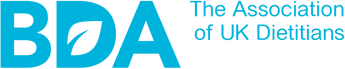 BDA
The Association
of UK Dietitians